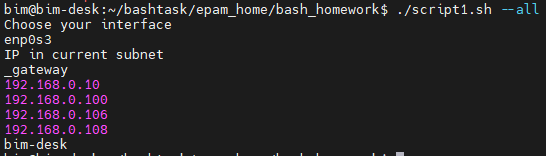 bim@bim-desk:~/bashtask/epam_home/bash_homework$ ./script1.sh --all
Choose your interface
enp0s3
IP in current subnet
_gateway
192.168.0.10
192.168.0.100
192.168.0.106
192.168.0.108
bim-desk